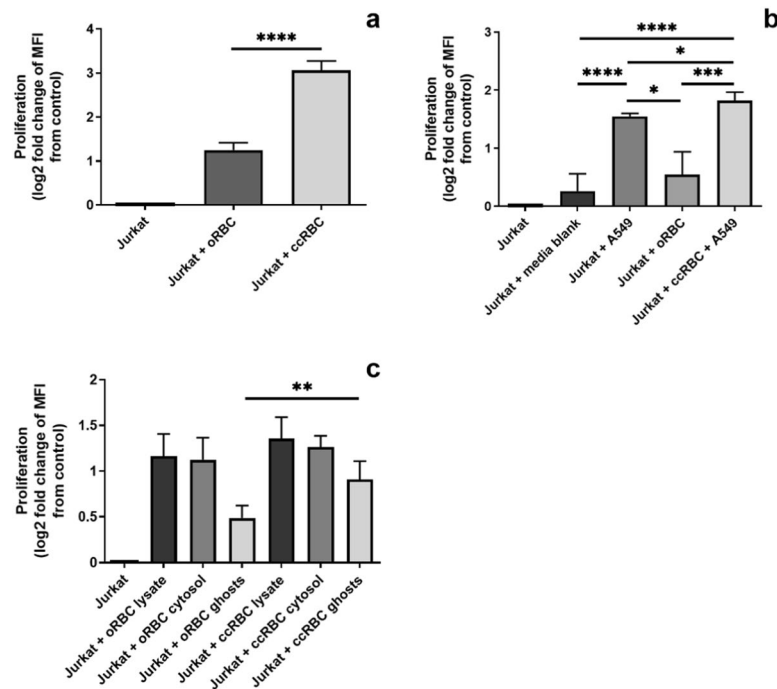 a
Proliferation
(log2 fold change of MFI
from control)
4
3
2
1
0
****
Jurkat
Jurkat + oRBC
Jurkat + ccRBC
b
Proliferation
(log2 fold change of MFI
from control)
3
2
1
0
****
*
****
***
*
Jurkat
Jurkat + media blank
Jurkat + A549
Jurkat + oRBC
Jurkat + ccRBC + A549
c
Proliferation
(log2 fold change of MFI
from control)
2
1.5
1
0.5
0
**
Jurkat
Jurkat + oRBC lysate
Jurkat + oRBC cytosol
Jurkat + oRBC ghosts
Jurkat + ccRBC lysate
Jurkat + ccRBC cytosol
Jurkat + ccRBC ghosts